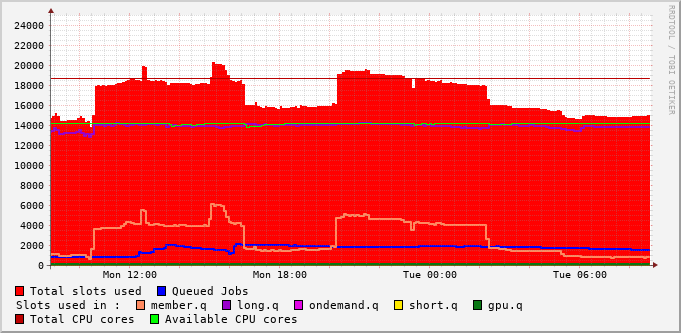 RRDTOOL / TOBI OETIKER
24000
22000
20000
18000
16000
14000
12000
10000
8000
6000
4000
2000
0
Mon 12:00 Mon 18:00 Tue 00:00 Tue 06:00
Total slots used Queued Jobs
Slots used in : member.q long.q ondemand.q short.q gpu.q
Total CPU cores Available CPU cores